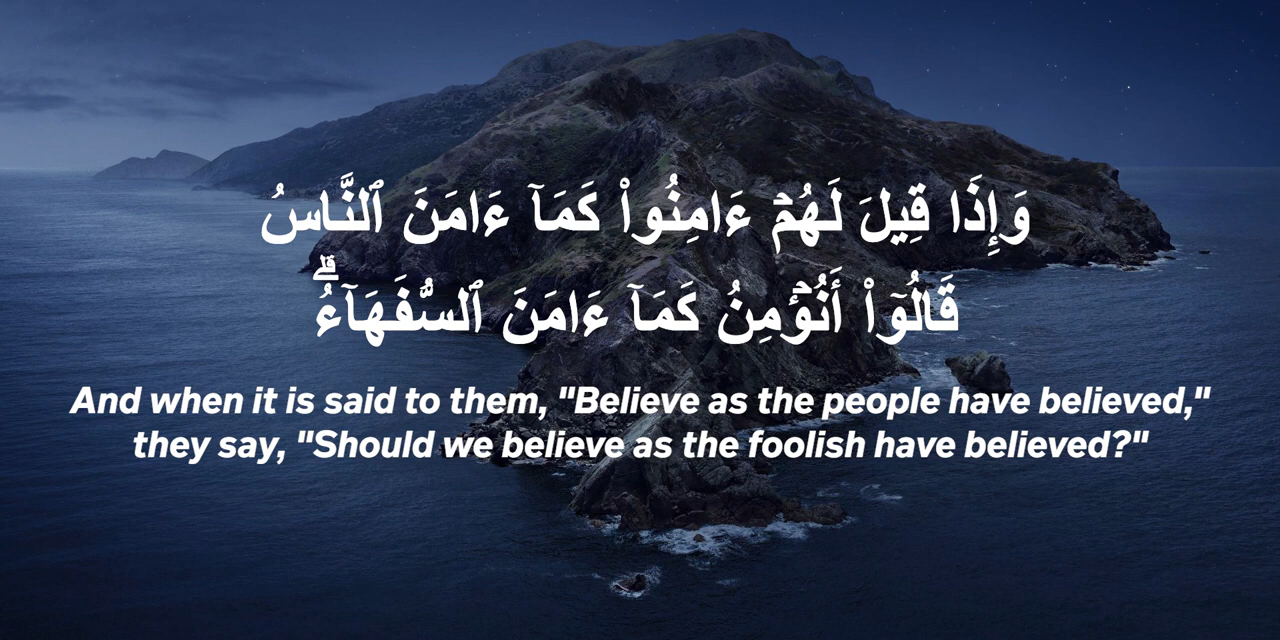 وَإِذَا قِيلَ لَهُمْ ءَامِنُوا۟ كَمَآ ءَامَنَ ٱلنَّاسُ
قَالُوٓا۟ أَنُؤْمِنُ كَمَآ ءَامَنَ ٱلسُّفَهَآءُ ۗ
And when it is said to them, "Believe as the people have believed,"
they say, "Should we believe as the foolish have believed?"